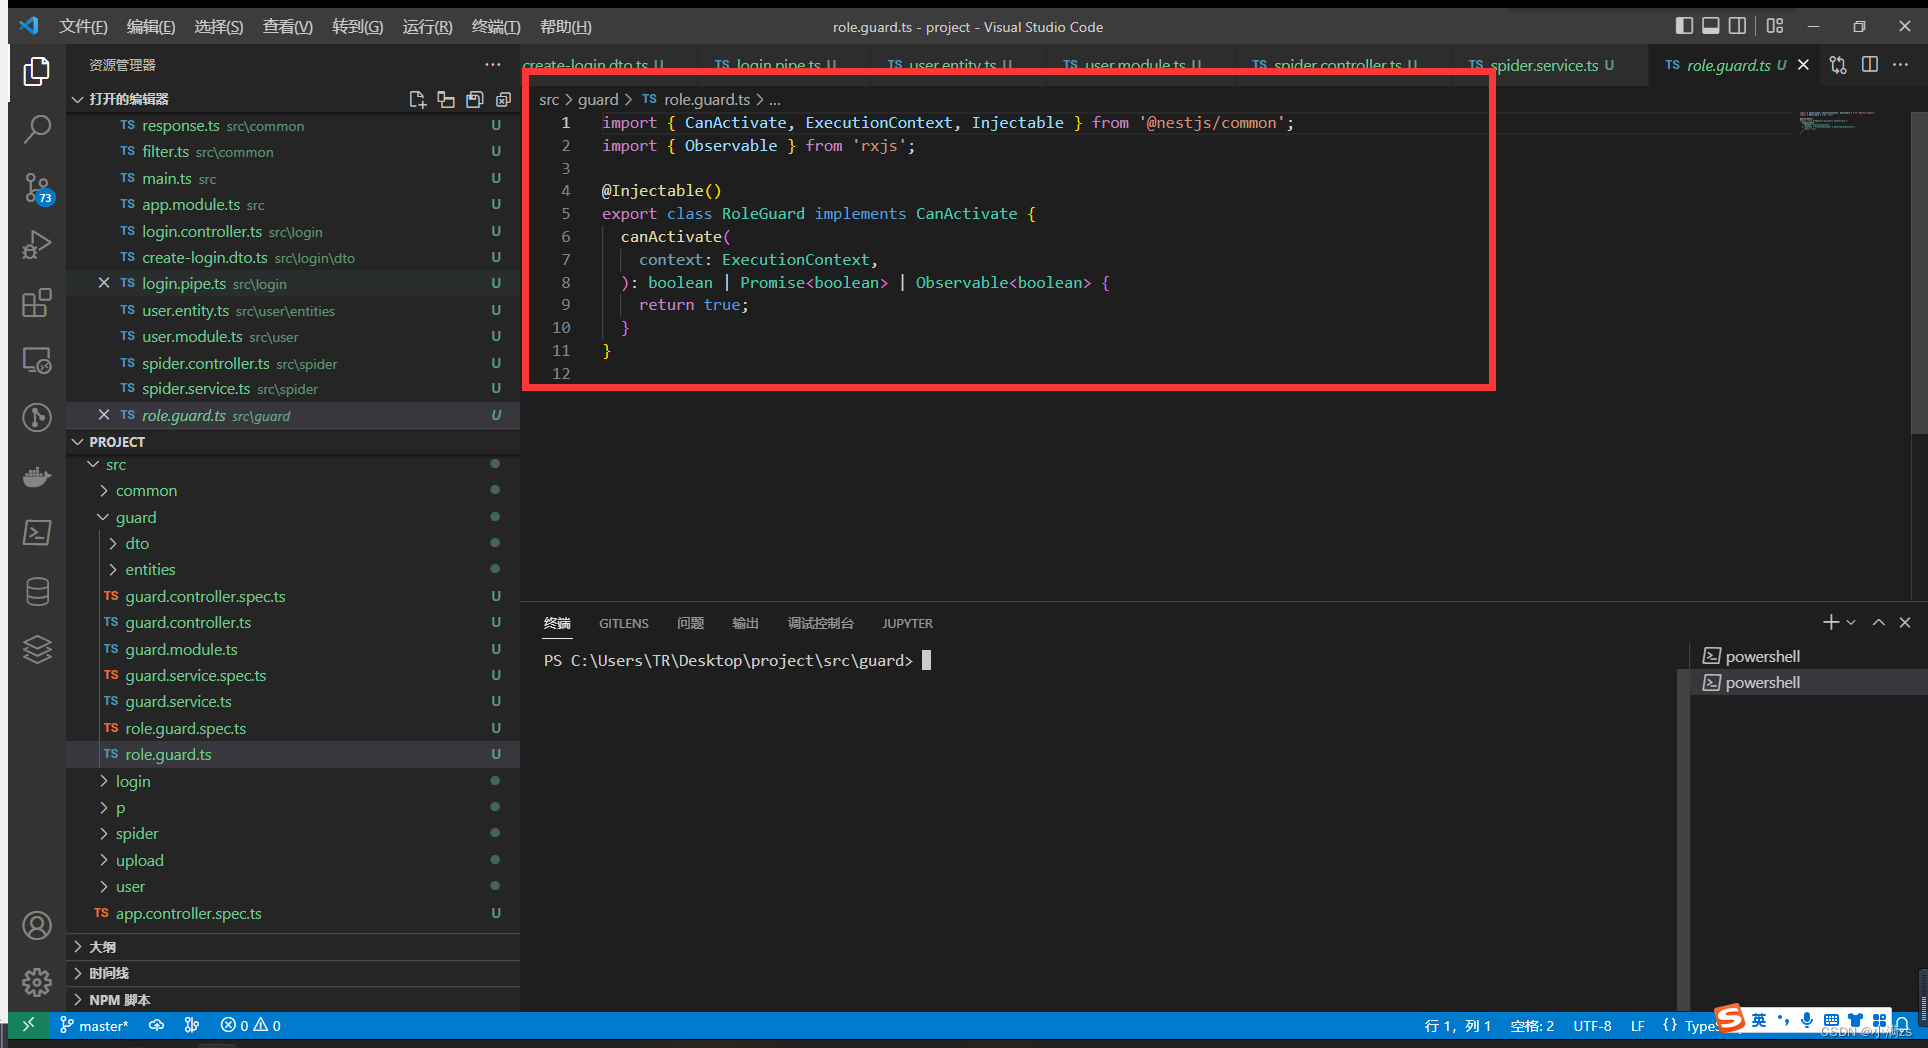 文件(F) 编辑(E) 选择(S) 查看(V) 转到(G) 运行(R) 终端(T) 帮助(H)
role.guard.ts - project - Visual Studio Code
资源管理器
打开的编辑器
TS response.ts src\common U
TS filter.ts src\common U
TS main.ts src U
TS app.module.ts src U
TS login.controller.ts src\login U
TS create-login.dto.ts src\login\dto U
TS login.pipe.ts src\login U
TS user.entity.ts src\user\entities U
TS user.module.ts src\user U
TS spider.controller.ts src\spider U
TS spider.service.ts src\spider U
TS role.guard.ts src\guard U
PROJECT
src
common
guard
dto
entities
TS guard.controller.spec.ts U
TS guard.controller.ts U
TS guard.module.ts U
TS guard.service.spec.ts U
TS guard.service.ts U
TS role.guard.spec.ts U
TS role.guard.ts U
login
p
spider
upload
user
TS app.controller.spec.ts U
大纲
时间线
NPM 脚本
73
create-login.dto.ts U TS login.pipe.ts U TS user.entity.ts U TS user.module.ts U TS spider.controller.ts U TS spider.service.ts U TS role.guard.ts U
src > guard > TS role.guard.ts > ...
1 import { CanActivate, ExecutionContext, Injectable } from '@nestjs/common';
2 import { Observable } from 'rxjs';
3
4 @Injectable()
5 export class RoleGuard implements CanActivate {
6 canActivate(
7 context: ExecutionContext,
8 ): boolean | Promise<boolean> | Observable<boolean> {
9 return true;
10 }
11 }
12
终端 GITLENS 问题 输出 调试控制台 JUPYTER
PS C:\Users\TR\Desktop\project\src\guard>
powershell
powershell
master* 0 0
行 1，列 1 空格: 2 UTF-8 LF {} TypeS
英
CSDN @小满zs